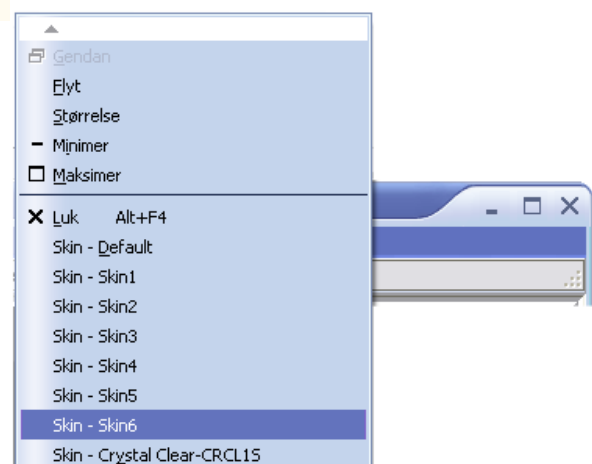 Gendan
Flyt
Størrelse
Minimer
Maksimer
Luk Alt+F4
Skin - Default
Skin - Skin1
Skin - Skin2
Skin - Skin3
Skin - Skin4
Skin - Skin5
Skin - Skin6
Skin - Crystal Clear-CRCL1S